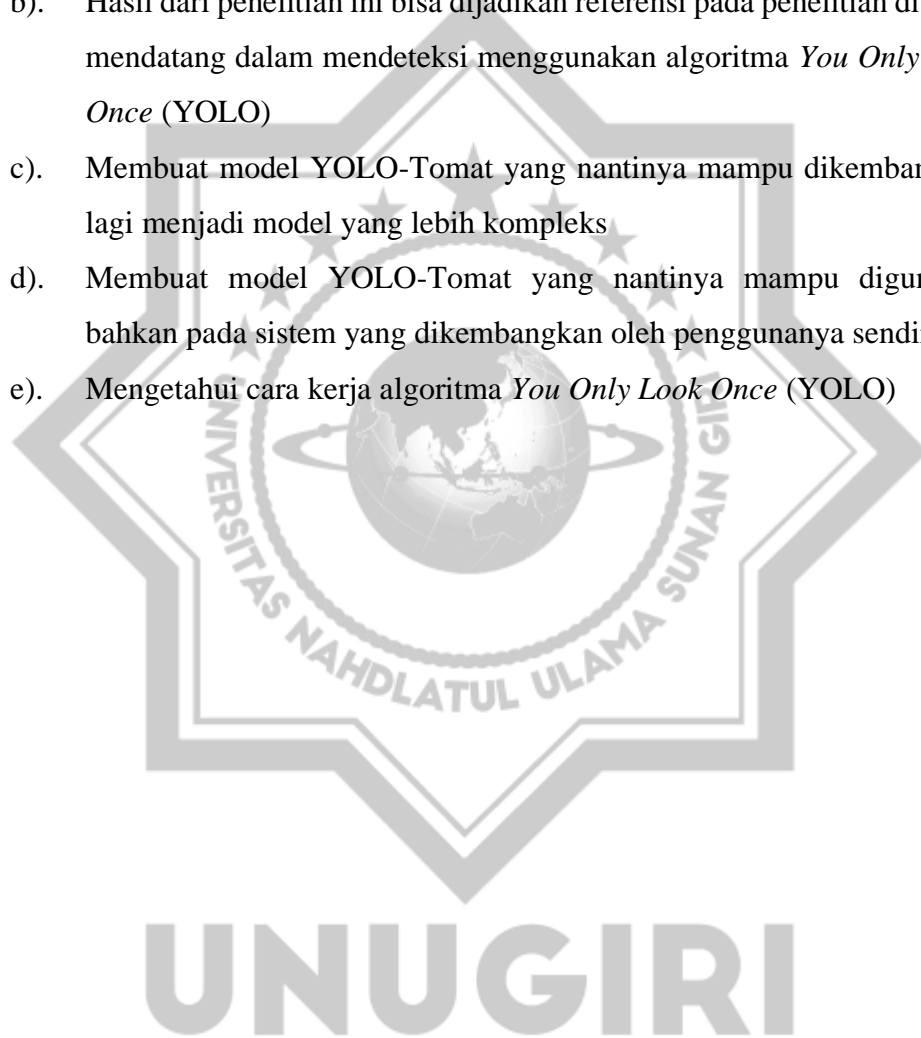 b). Hasil dari penelitian ini bisa dijadikan referensi pada penelitian di
mendatang dalam mendeteksi menggunakan algoritma You Only
Once (YOLO)
c). Membuat model YOLO-Tomat yang nantinya mampu dikemban
lagi menjadi model yang lebih kompleks
d). Membuat model YOLO-Tomat yang nantinya mampu digun
bahkan pada sistem yang dikembangkan oleh penggunanya sendi
e). Mengetahui cara kerja algoritma You Only Look Once (YOLO)
UNIVERSITAS NAHDLATUL ULAMA SUNAN GIRI
UNUGIRI